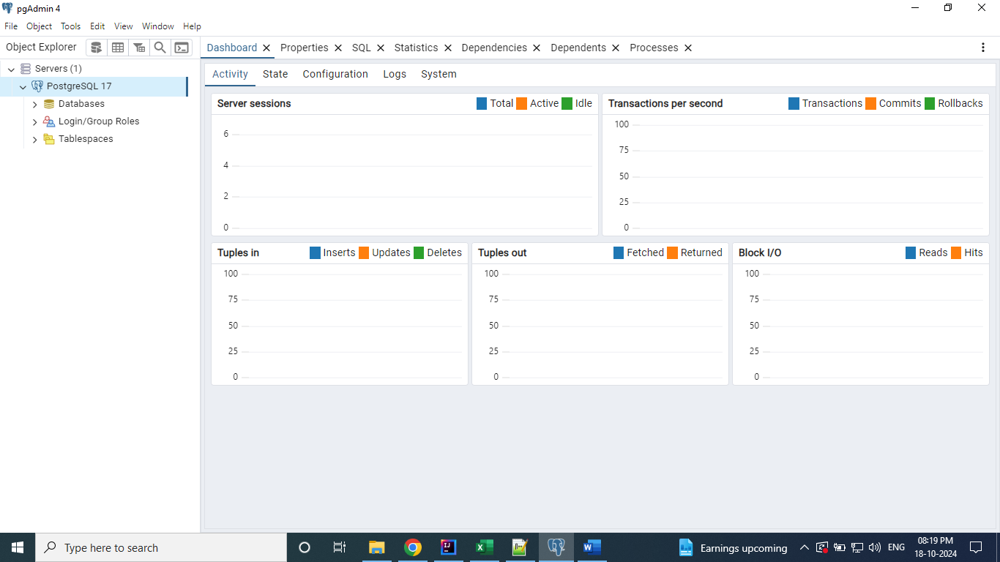 pgAdmin 4
File Object Tools Edit View Window Help
Object Explorer
Dashboard Properties SQL Statistics Dependencies Dependents Processes
Servers (1)
PostgreSQL 17
Databases
Login/Group Roles
Tablespaces
Activity State Configuration Logs System
Server sessions Total Active Idle
6
4
2
0
Transactions per second Transactions Commits Rollbacks
100
75
50
25
0
Tuples in Inserts Updates Deletes
100
75
50
25
0
Tuples out Fetched Returned
100
75
50
25
0
Block I/O Reads Hits
100
75
50
25
0
Type here to search
Earnings upcoming
ENG
08:19 PM
18-10-2024